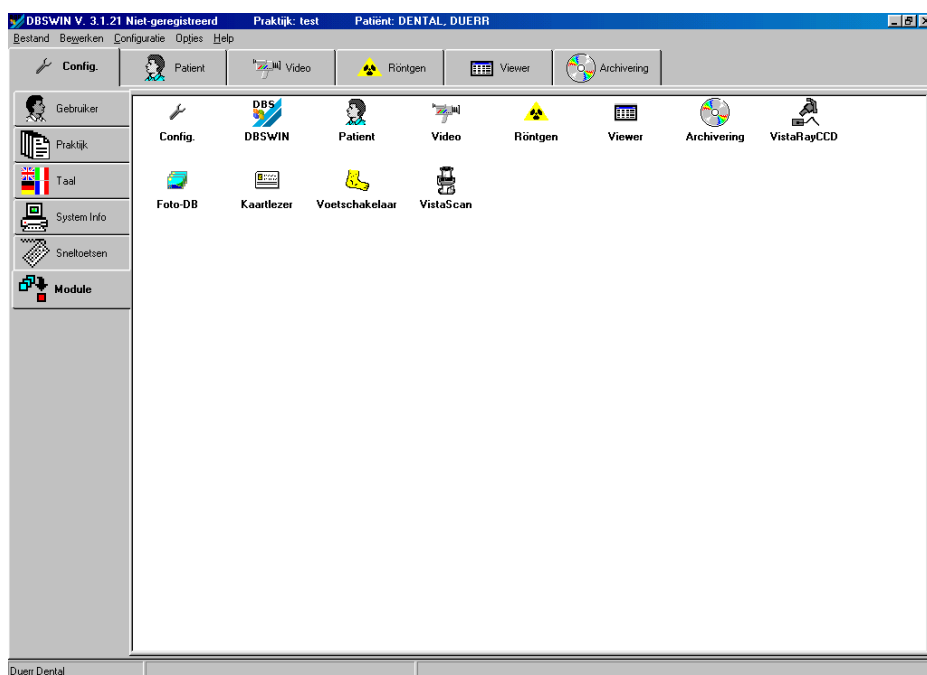 DBSWIN V. 3.1.21 Niet-geregistreerd Praktijk: test Patiënt: DENTAL, DUERR
Bestand Bewerken Configuratie Opties Help
Config. Patient Video Röntgen Viewer Archivering
Gebruiker
Praktijk
Taal
System Info
Sneltoetsen
Module
Config. DBSWIN Patient Video Röntgen Viewer Archivering VistaRayCCD
Foto-DB Kaartlezer Voetschakelaar VistaScan
Duerr Dental